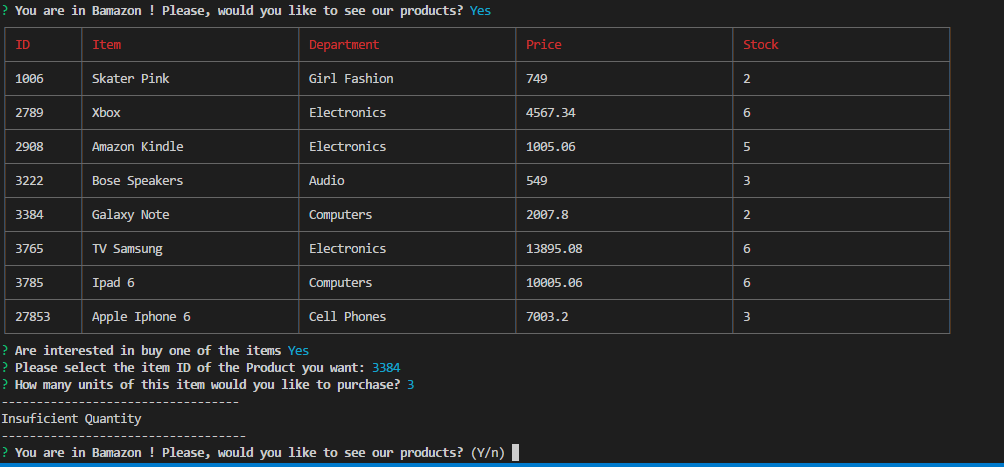 ? You are in Bamazon ! Please, would you like to see our products? Yes
ID Item Department Price Stock
1006 Skater Pink Girl Fashion 749 2
2789 Xbox Electronics 4567.34 6
2908 Amazon Kindle Electronics 1005.06 5
3222 Bose Speakers Audio 549 3
3384 Galaxy Note Computers 2007.8 2
3765 TV Samsung Electronics 13895.08 6
3785 Ipad 6 Computers 10005.06 6
27853 Apple Iphone 6 Cell Phones 7003.2 3
? Are interested in buy one of the items Yes
? Please select the item ID of the Product you want: 3384
? How many units of this item would you like to purchase? 3
----------------------------------
Insuficient Quantity
-----------------------------------
? You are in Bamazon ! Please, would you like to see our products? (Y/n)